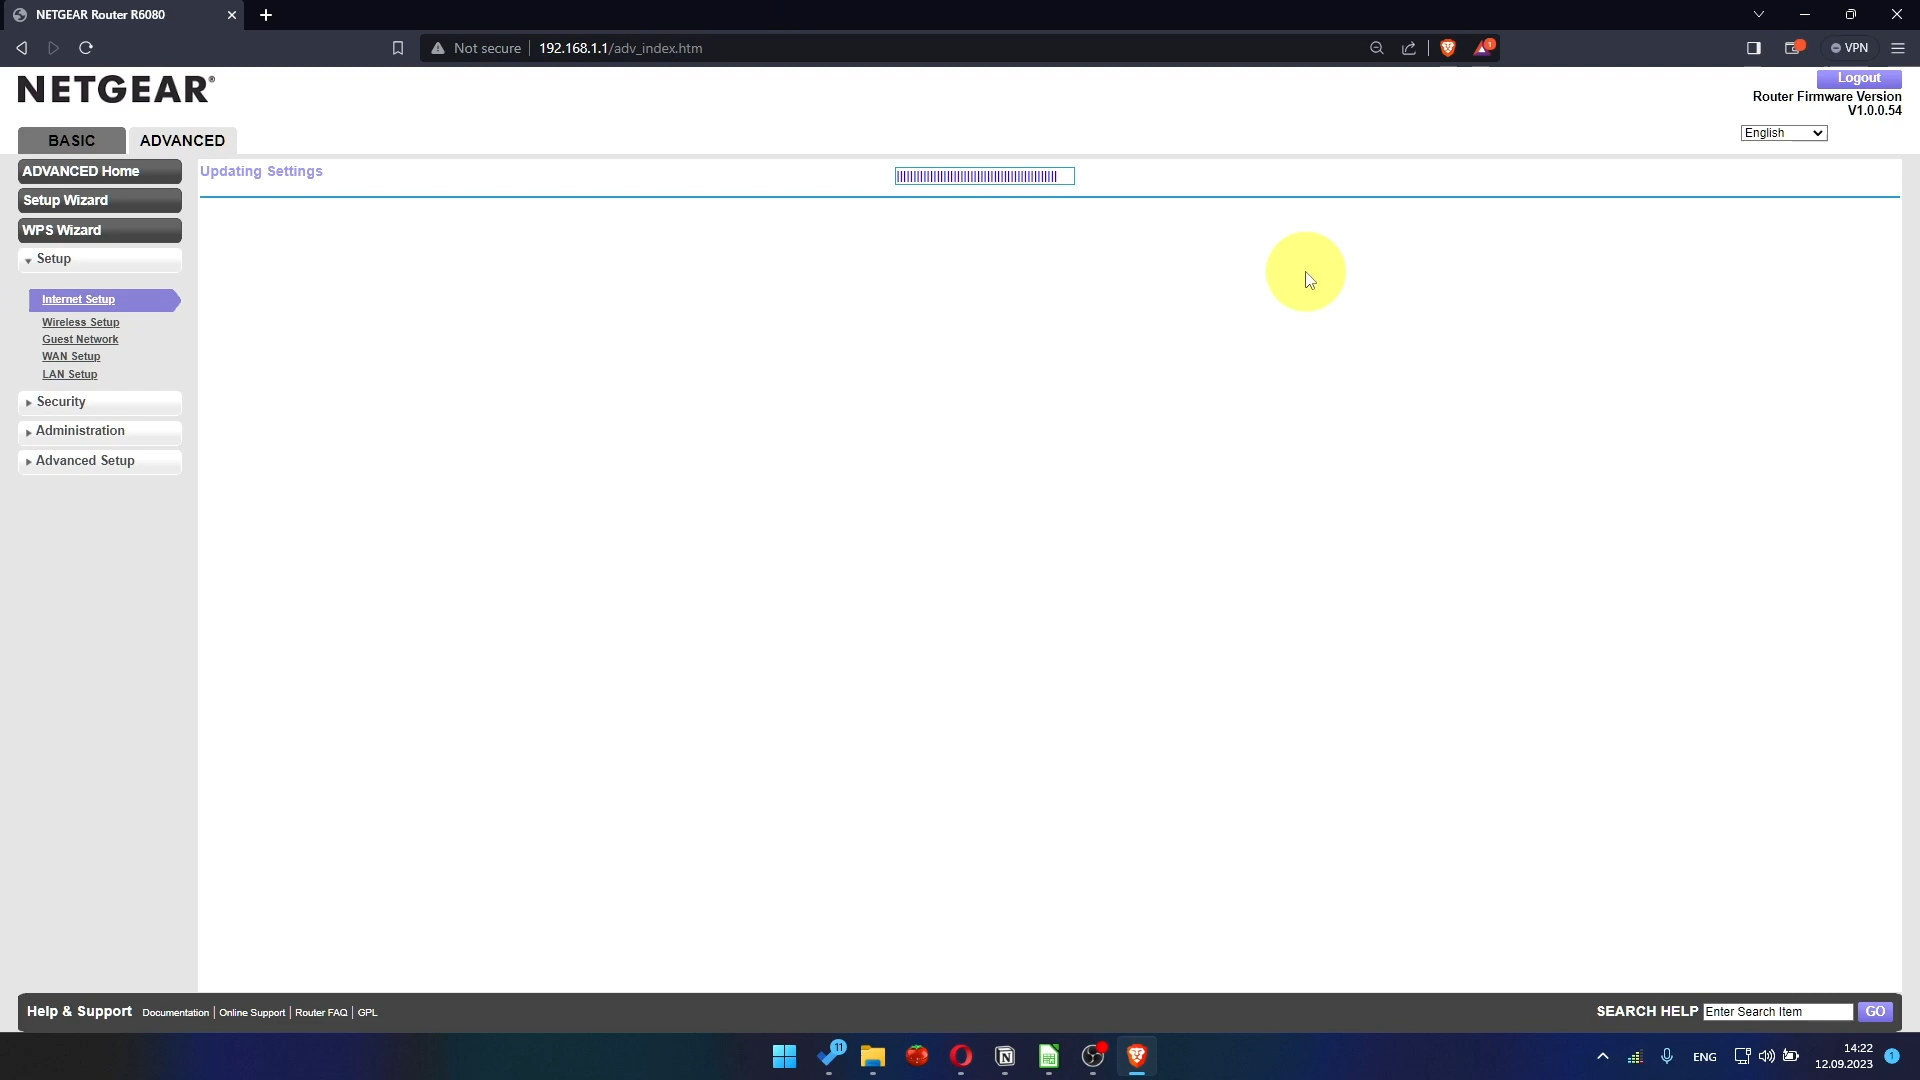 NETGEAR Router R6080
Not secure 192.168.1.1/adv_index.htm
1
VPN
NETGEAR®
Logout
Router Firmware Version
V1.0.0.54
English
BASIC
ADVANCED
ADVANCED Home
Setup Wizard
WPS Wizard
Setup
Internet Setup
Wireless Setup
Guest Network
WAN Setup
LAN Setup
Security
Administration
Advanced Setup
Updating Settings
Help & Support Documentation | Online Support | Router FAQ | GPL
SEARCH HELP Enter Search Item GO
11
ENG
14:22
12.09.2023
1